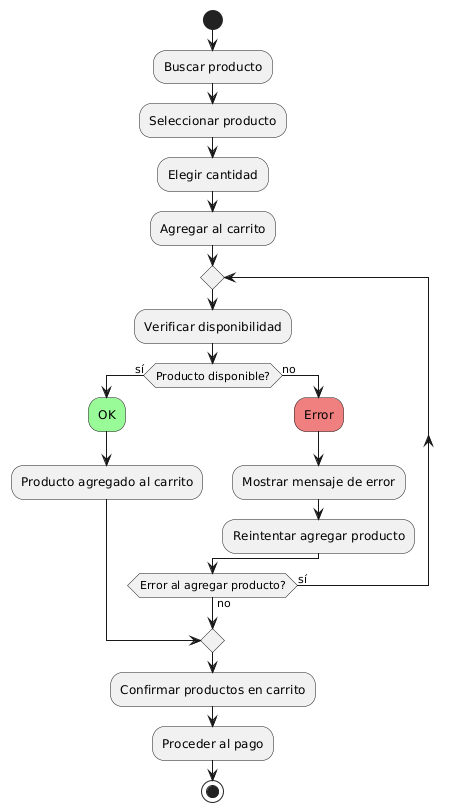 Buscar producto
Seleccionar producto
Elegir cantidad
Agregar al carrito
Verificar disponibilidad
sí
Producto disponible?
no
OK
Error
Producto agregado al carrito
Mostrar mensaje de error
Reintentar agregar producto
Error al agregar producto?
sí
no
Confirmar productos en carrito
Proceder al pago